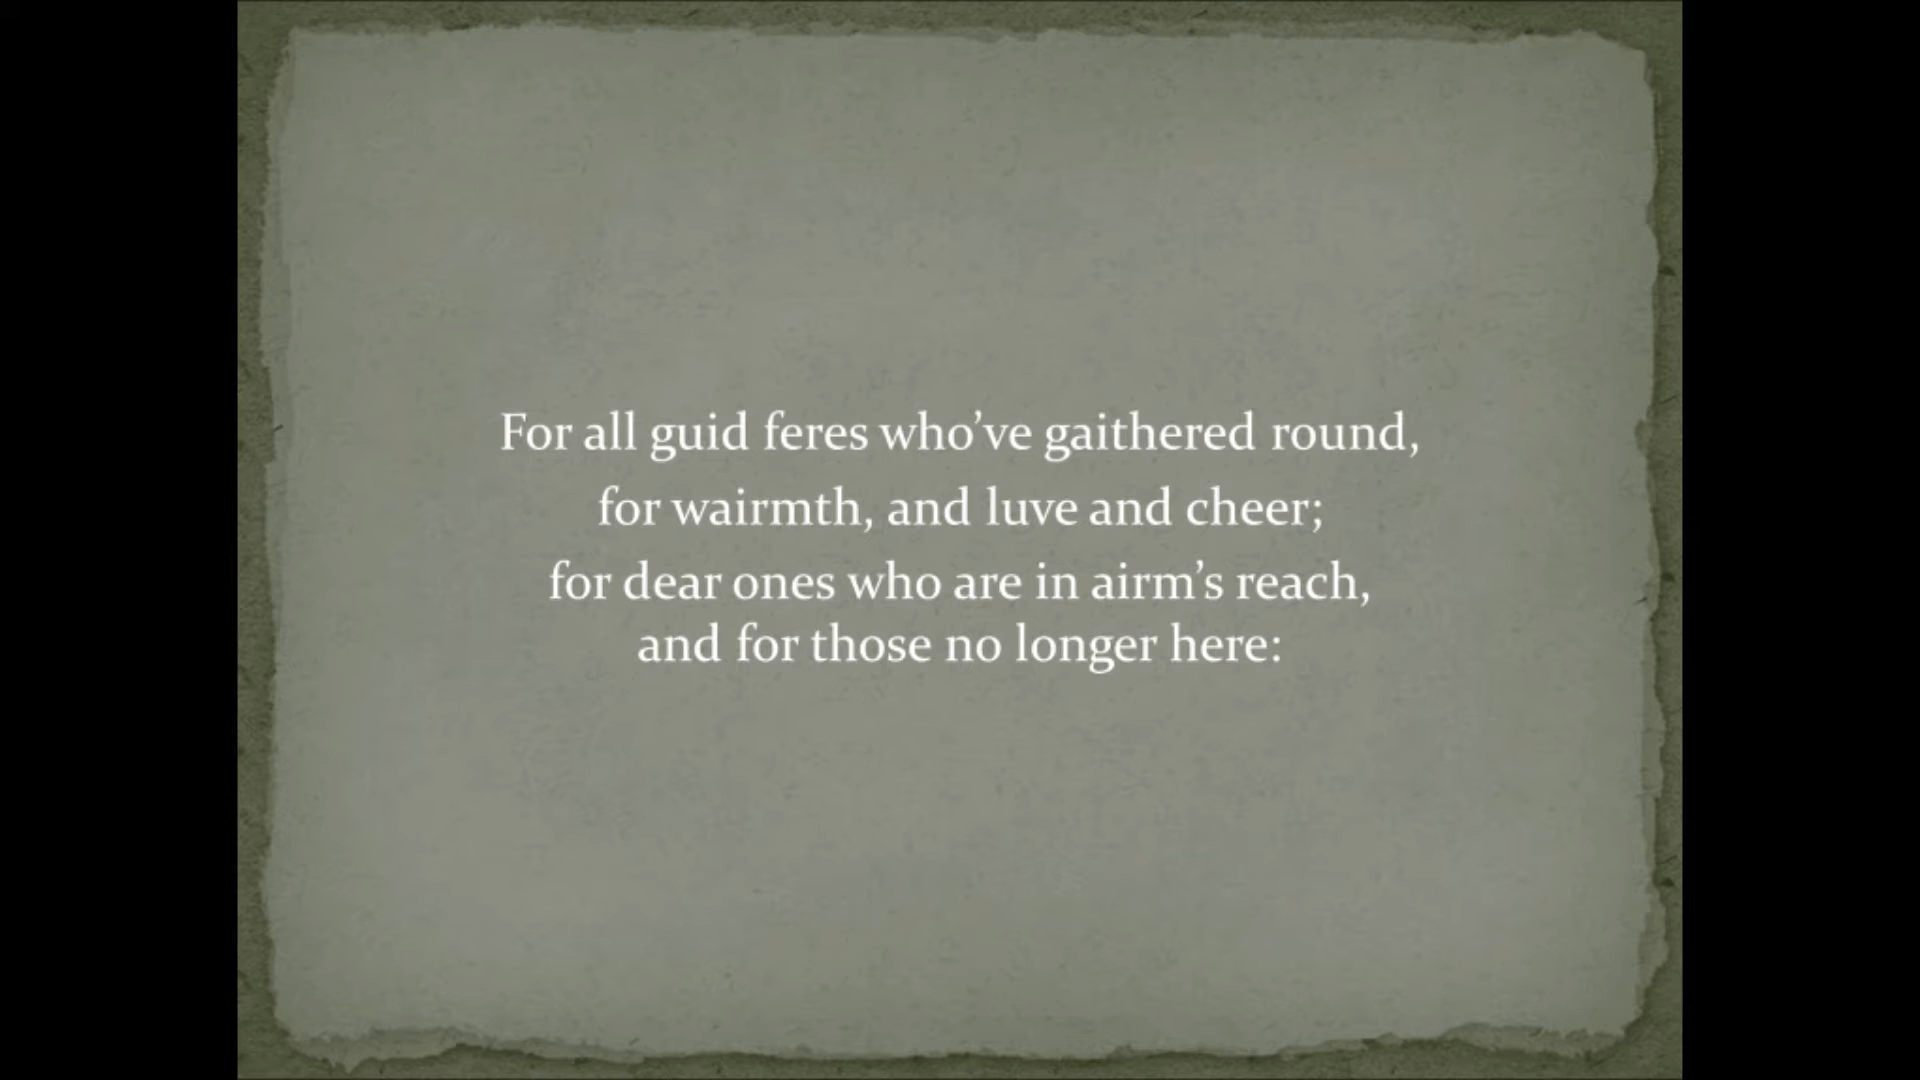 For all guid feres who’ve gaithered round,
for wairmth, and luve and cheer;
for dear ones who are in airm’s reach,
and for those no longer here: